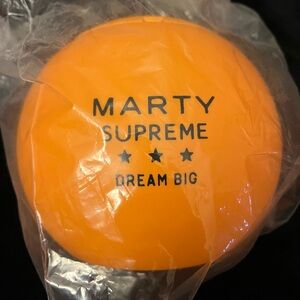 MARTY
SUPREME
★ ★ ★
DREAM BIG